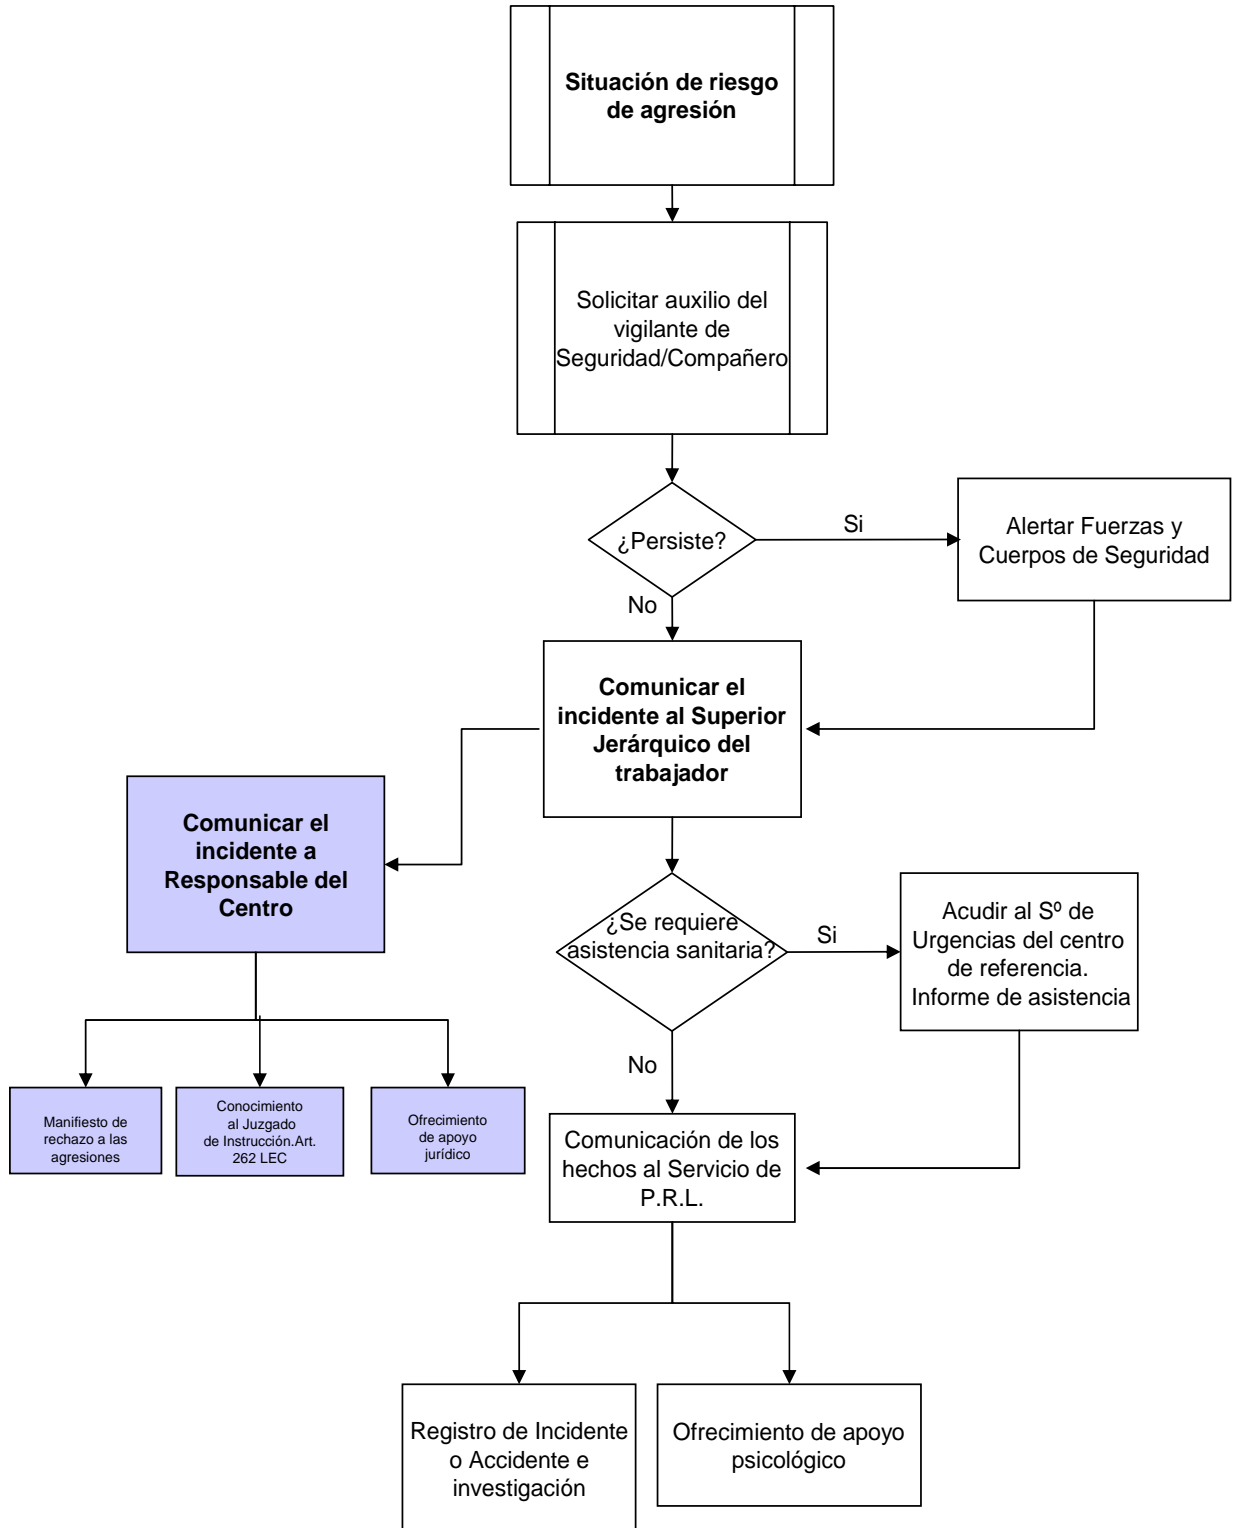 Situación de riesgo
de agresión
Solicitar auxilio del
vigilante de
Seguridad/Compañero
¿Persiste?
Si
Alertar Fuerzas y
Cuerpos de Seguridad
No
Comunicar el
incidente al Superior
Jerárquico del
trabajador
Comunicar el
incidente a
Responsable del
Centro
¿Se requiere
asistencia sanitaria?
Si
Acudir al Sº de
Urgencias del centro
de referencia.
Informe de asistencia
No
Manifiesto de
rechazo a las
agresiones
Conocimiento
al Juzgado
de Instrucción.Art.
262 LEC
Ofrecimiento
de apoyo
jurídico
Comunicación de los
hechos al Servicio de
P.R.L.
Registro de Incidente
o Accidente e
investigación
Ofrecimiento de apoyo
psicológico